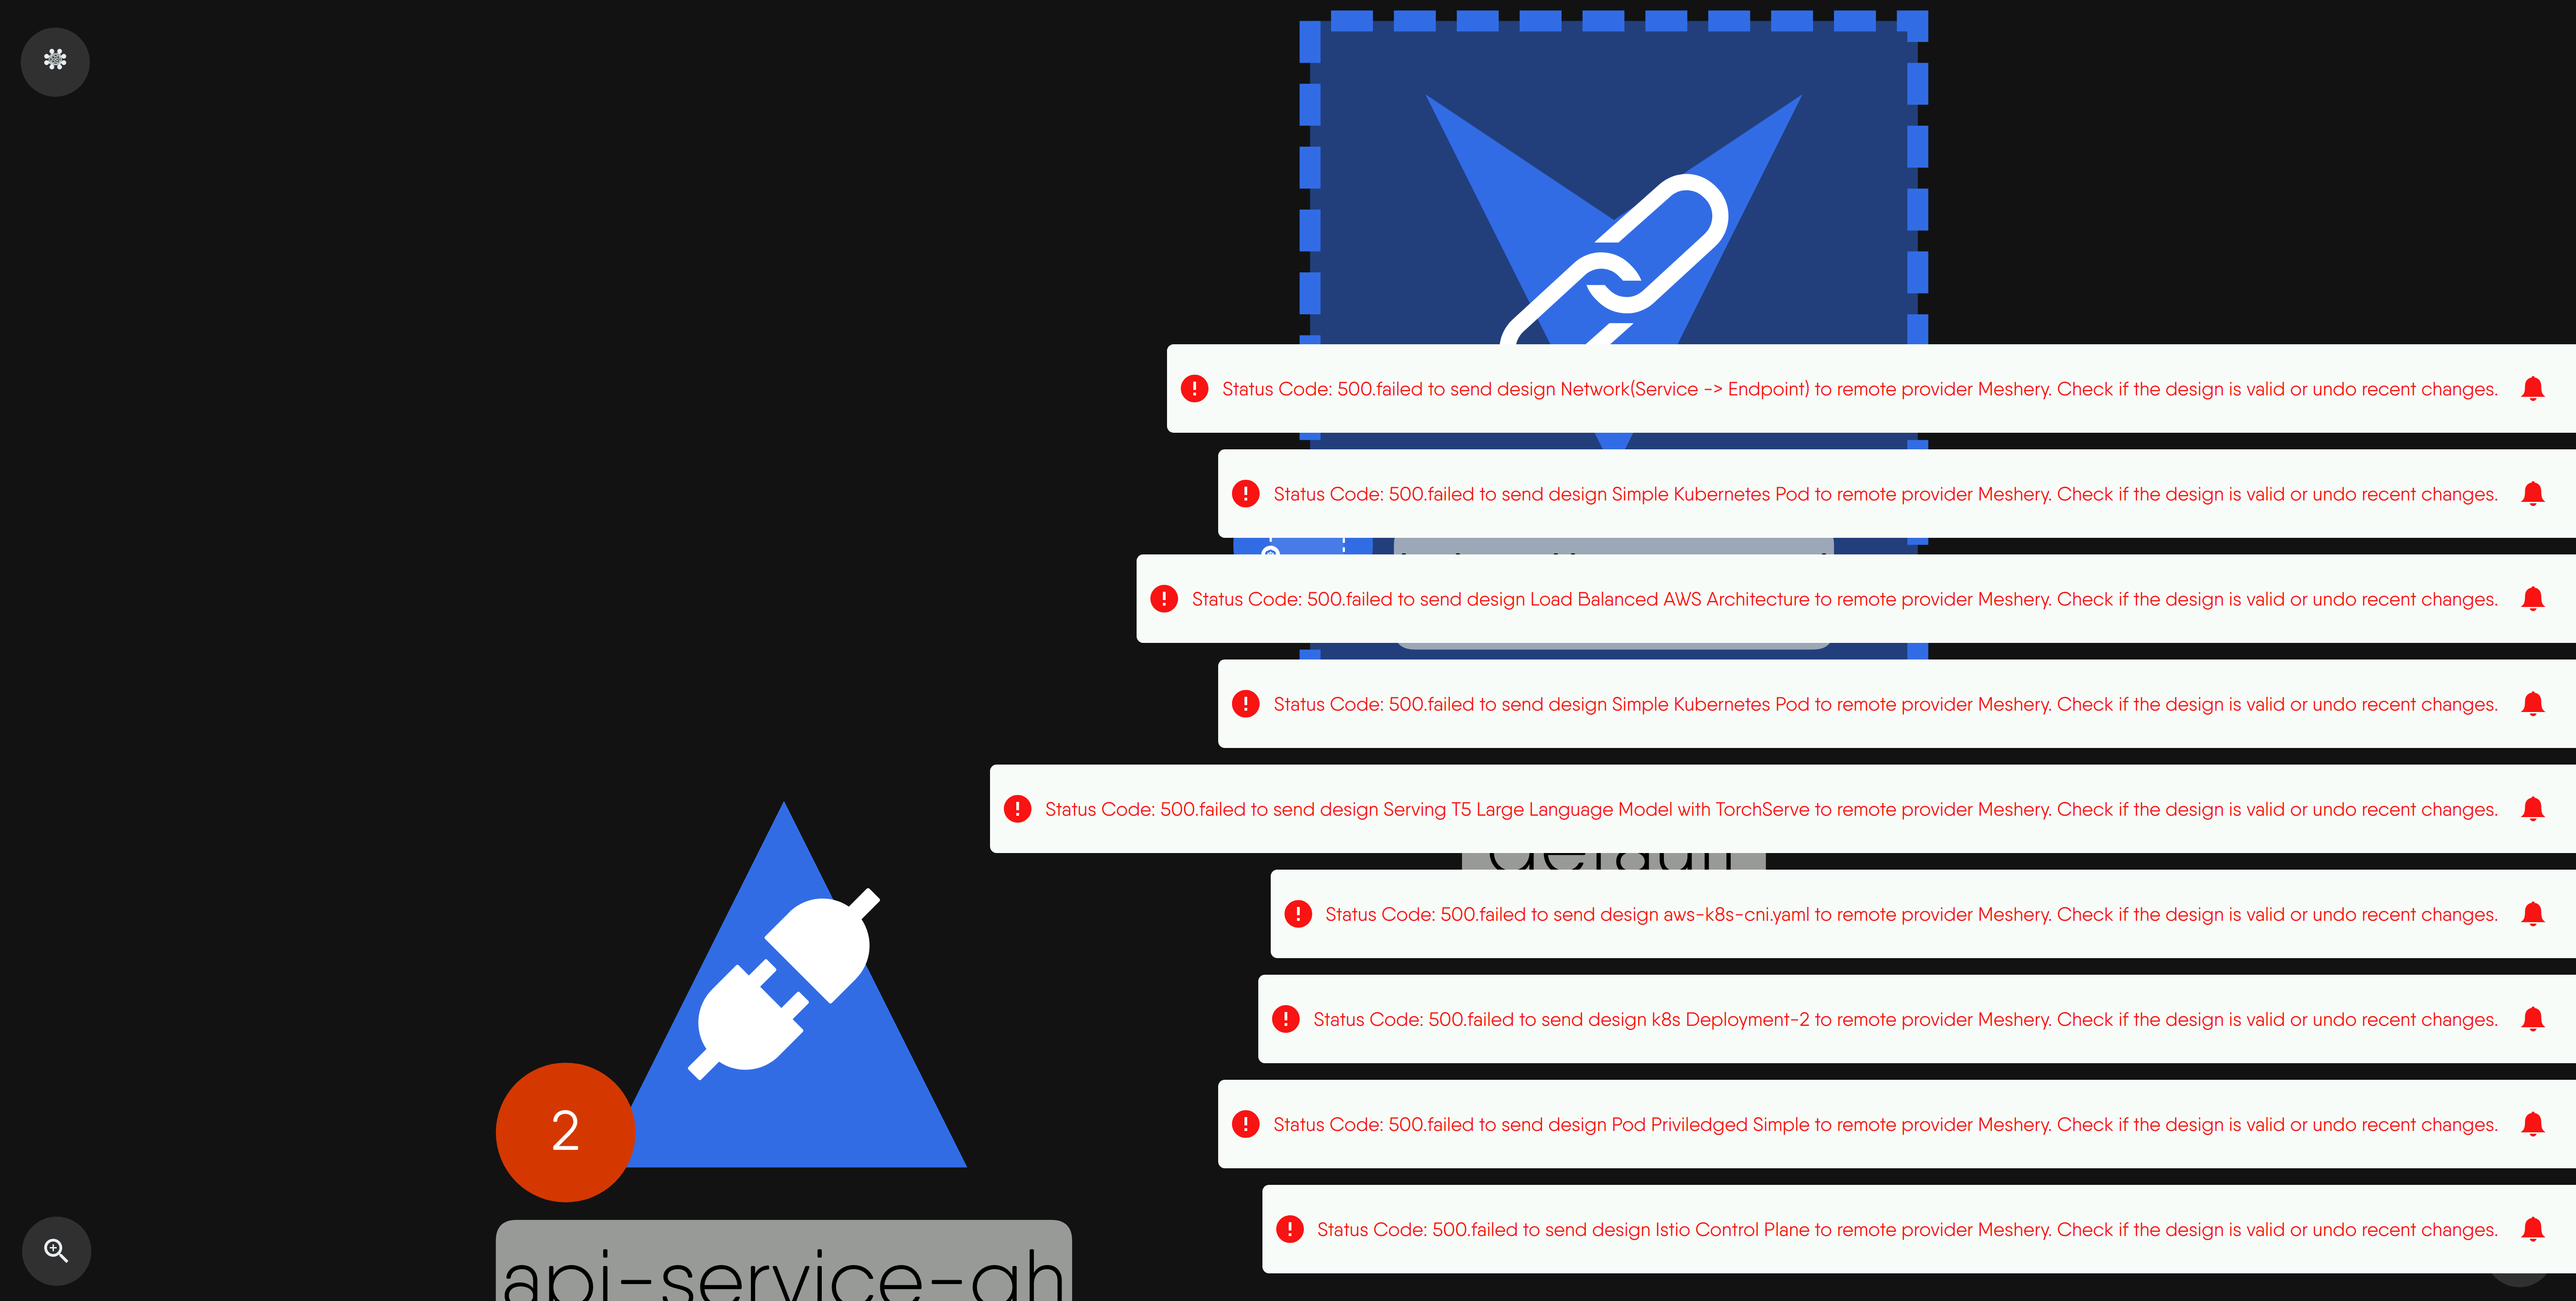 Status Code: 500.failed to send design Network(Service -> Endpoint) to remote provider Meshery. Check if the design is valid or undo recent changes.
Status Code: 500.failed to send design Simple Kubernetes Pod to remote provider Meshery. Check if the design is valid or undo recent changes.
Status Code: 500.failed to send design Load Balanced AWS Architecture to remote provider Meshery. Check if the design is valid or undo recent changes.
Status Code: 500.failed to send design Simple Kubernetes Pod to remote provider Meshery. Check if the design is valid or undo recent changes.
Status Code: 500.failed to send design Serving T5 Large Language Model with TorchServe to remote provider Meshery. Check if the design is valid or undo recent changes.
default
Status Code: 500.failed to send design aws-k8s-cni.yaml to remote provider Meshery. Check if the design is valid or undo recent changes.
Status Code: 500.failed to send design k8s Deployment-2 to remote provider Meshery. Check if the design is valid or undo recent changes.
Status Code: 500.failed to send design Pod Priviledged Simple to remote provider Meshery. Check if the design is valid or undo recent changes.
2
Status Code: 500.failed to send design Istio Control Plane to remote provider Meshery. Check if the design is valid or undo recent changes.